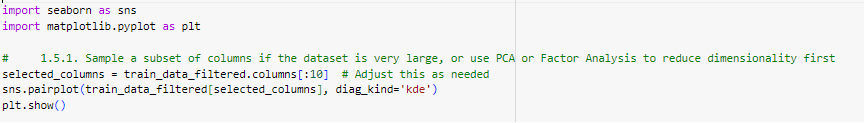 import seaborn as sns
import matplotlib.pyplot as plt
#     1.5.1. Sample a subset of columns if the dataset is very large, or use PCA or Factor Analysis to reduce dimensionality first
selected_columns = train_data_filtered.columns[:10]  # Adjust this as needed
sns.pairplot(train_data_filtered[selected_columns], diag_kind='kde')
plt.show()